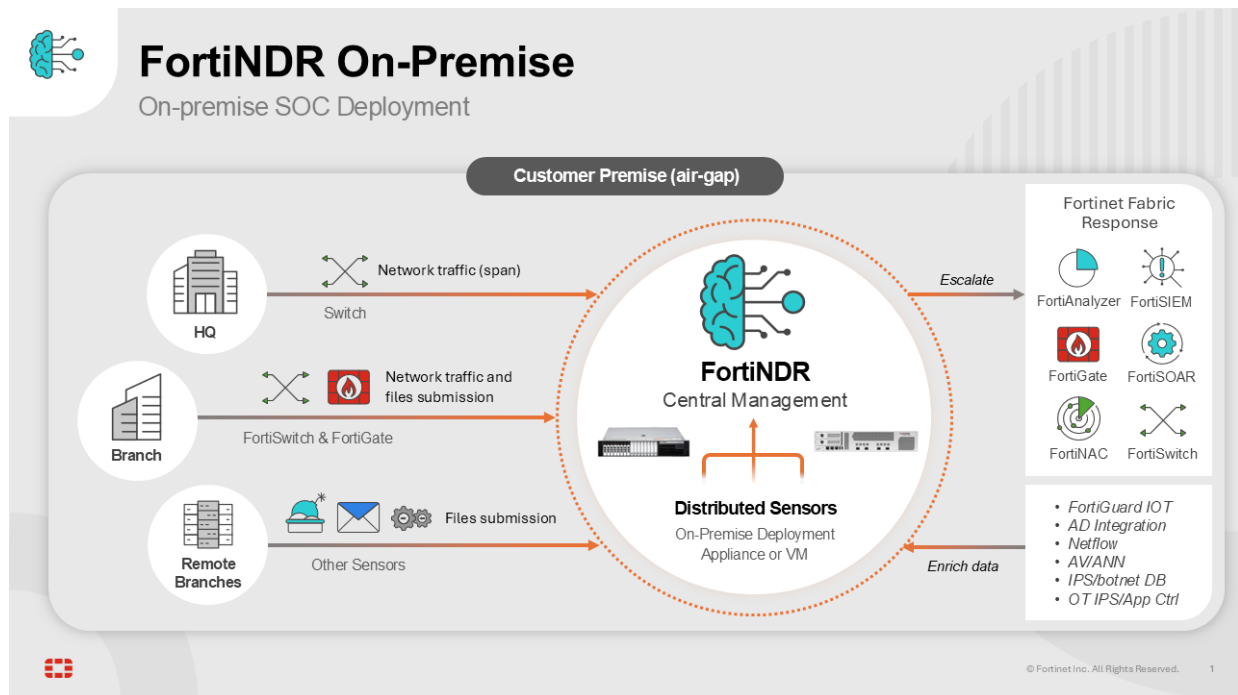 FortiNDR On-Premise
On-premise SOC Deployment
Customer Premise (air-gap)
HQ
Network traffic (span)
Switch
Branch
Network traffic and
files submission
FortiSwitch & FortiGate
Remote
Branches
Files submission
Other Sensors
FortiNDR
Central Management
Distributed Sensors
On-Premise Deployment
Appliance or VM
Escalate
Enrich data
Fortinet Fabric
Response
FortiAnalyzer
FortiSIEM
FortiGate
FortiSOAR
FortiNAC
FortiSwitch
• FortiGuard IOT
• AD Integration
• Netflow
• AV/ANN
• IPS/botnet DB
• OT IPS/App Ctrl
© Fortinet Inc. All Rights Reserved.
1